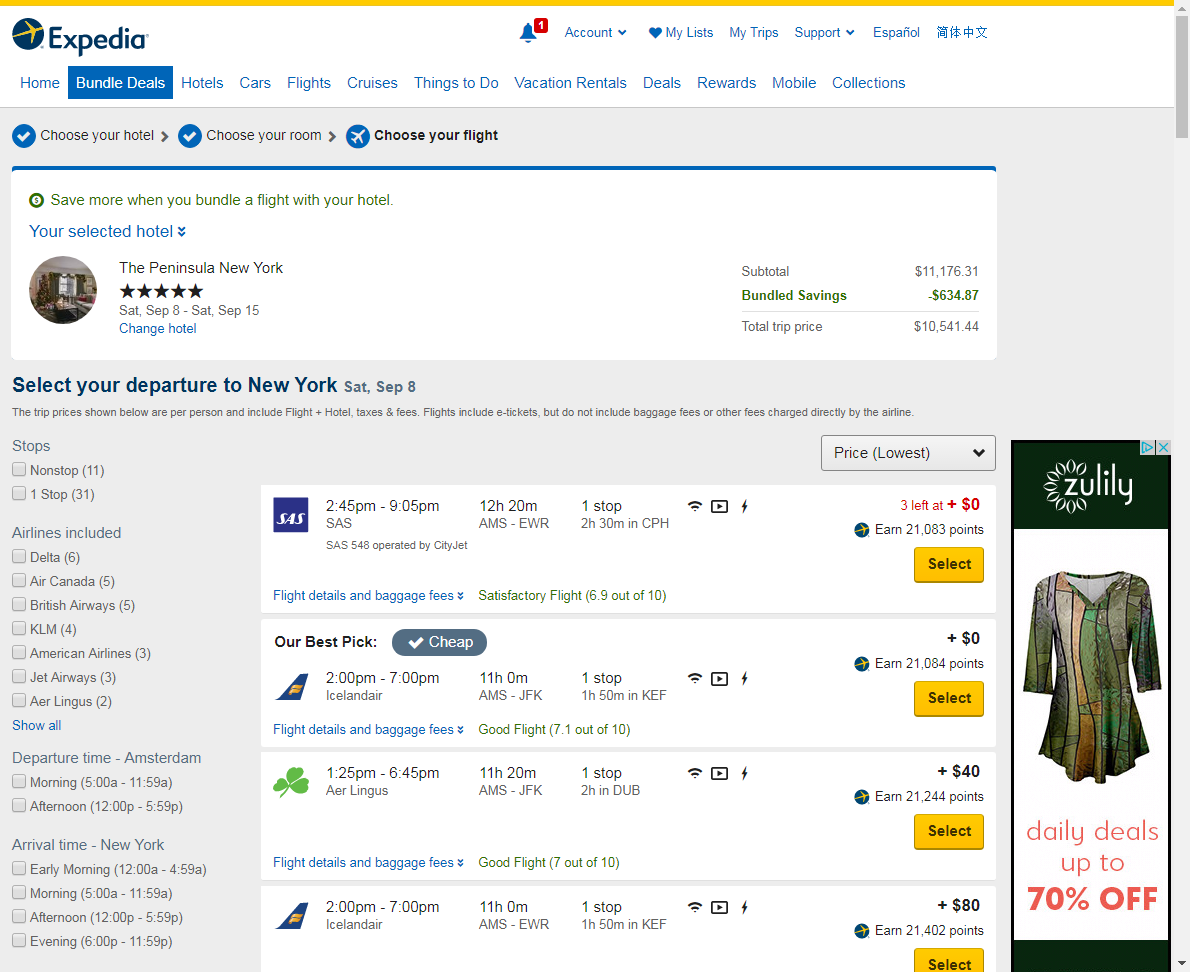 Expedia
1
Account
My Lists
My Trips
Support
Español
简体中文
Home
Bundle Deals
Hotels
Cars
Flights
Cruises
Things to Do
Vacation Rentals
Deals
Rewards
Mobile
Collections
Choose your hotel
Choose your room
Choose your flight
Save more when you bundle a flight with your hotel.
Your selected hotel
The Peninsula New York
Sat, Sep 8 - Sat, Sep 15
Change hotel
Subtotal $11,176.31
Bundled Savings -$634.87
Total trip price $10,541.44
Select your departure to New York Sat, Sep 8
The trip prices shown below are per person and include Flight + Hotel, taxes & fees. Flights include e-tickets, but do not include baggage fees or other fees charged directly by the airline.
Stops
Nonstop (11)
1 Stop (31)
Airlines included
Delta (6)
Air Canada (5)
British Airways (5)
KLM (4)
American Airlines (3)
Jet Airways (3)
Aer Lingus (2)
Show all
Departure time - Amsterdam
Morning (5:00a - 11:59a)
Afternoon (12:00p - 5:59p)
Arrival time - New York
Early Morning (12:00a - 4:59a)
Morning (5:00a - 11:59a)
Afternoon (12:00p - 5:59p)
Evening (6:00p - 11:59p)
Price (Lowest)
SAS
2:45pm - 9:05pm
SAS
SAS 548 operated by CityJet
12h 20m
AMS - EWR
1 stop
2h 30m in CPH
3 left at + $0
Earn 21,083 points
Select
Flight details and baggage fees
Satisfactory Flight (6.9 out of 10)
Our Best Pick:
Cheap
2:00pm - 7:00pm
Icelandair
11h 0m
AMS - JFK
1 stop
1h 50m in KEF
+ $0
Earn 21,084 points
Select
Flight details and baggage fees
Good Flight (7.1 out of 10)
1:25pm - 6:45pm
Aer Lingus
11h 20m
AMS - JFK
1 stop
2h in DUB
+ $40
Earn 21,244 points
Select
Flight details and baggage fees
Good Flight (7 out of 10)
2:00pm - 7:00pm
Icelandair
11h 0m
AMS - EWR
1 stop
1h 50m in KEF
+ $80
Earn 21,402 points
Select
zulily
daily deals
up to
70% OFF